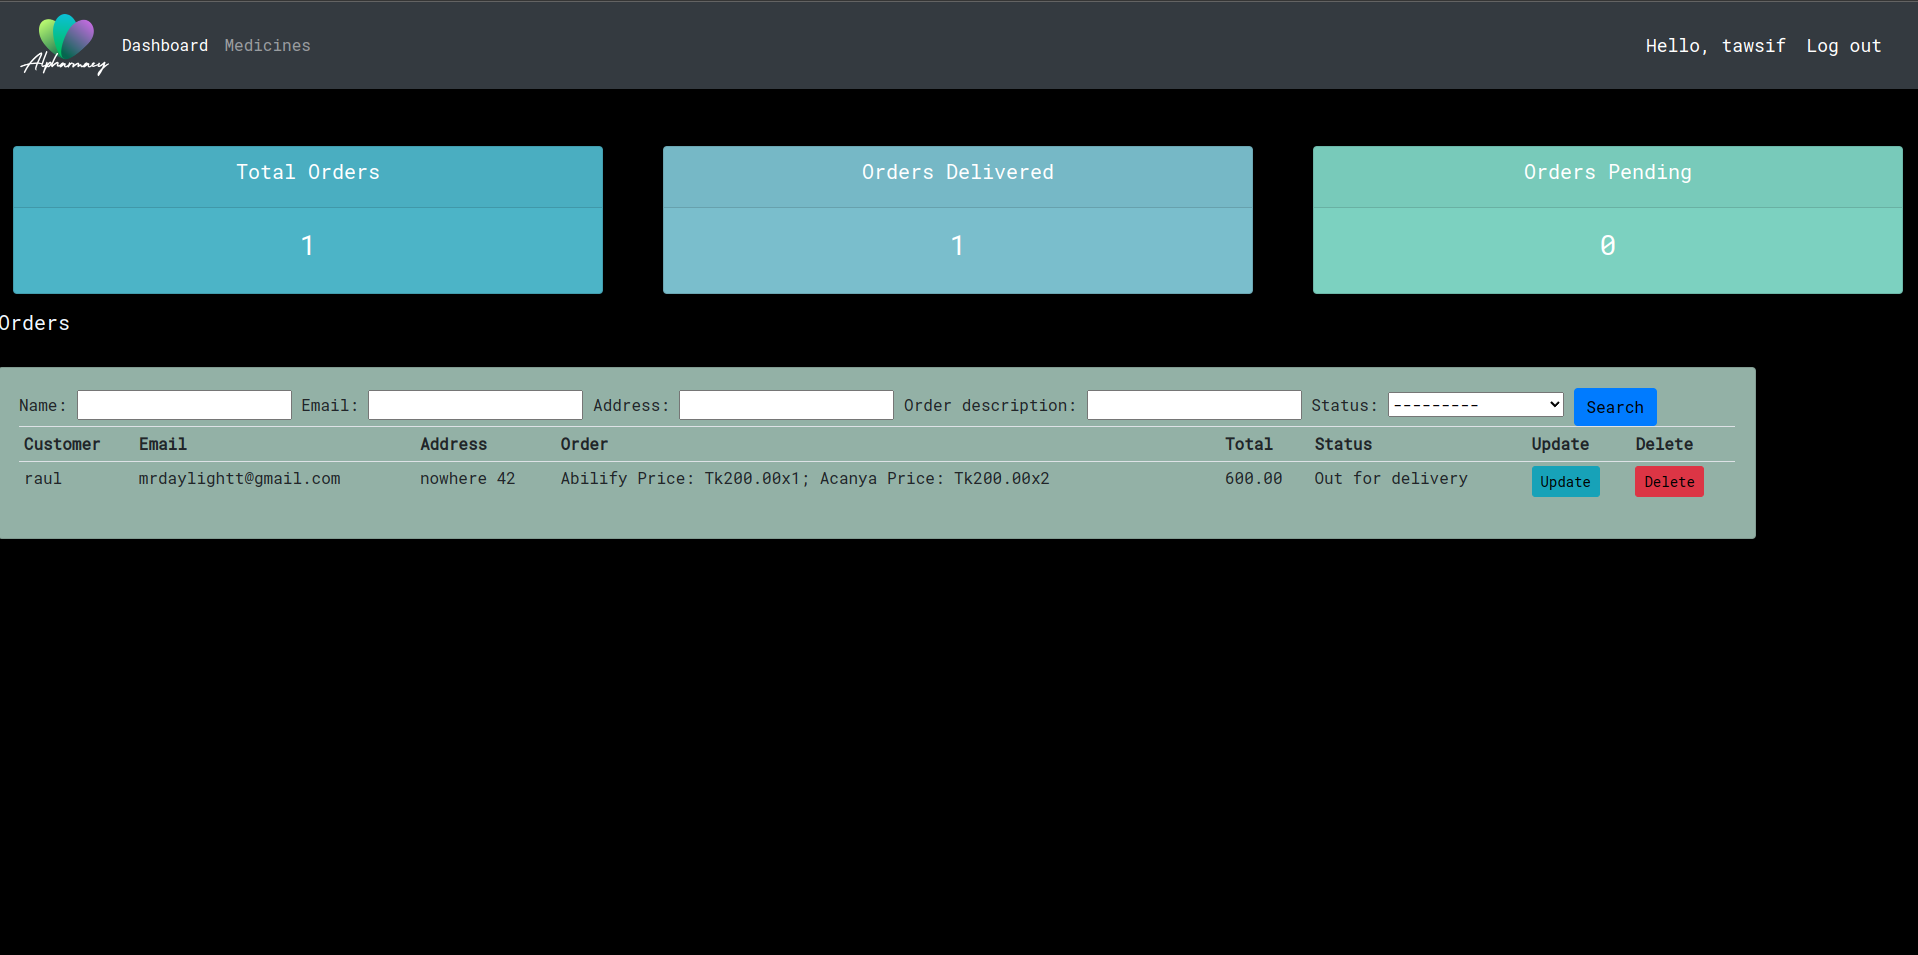 Alpharmacy
Dashboard Medicines
Hello, tawsif Log out
Total Orders
1
Orders Delivered
1
Orders Pending
0
Orders
Name: Email: Address: Order description: Status: --------- Search
Customer Email Address Order Total Status Update Delete
raul mrdaylightt@gmail.com nowhere 42 Abilify Price: Tk200.00x1; Acanya Price: Tk200.00x2 600.00 Out for delivery Update Delete